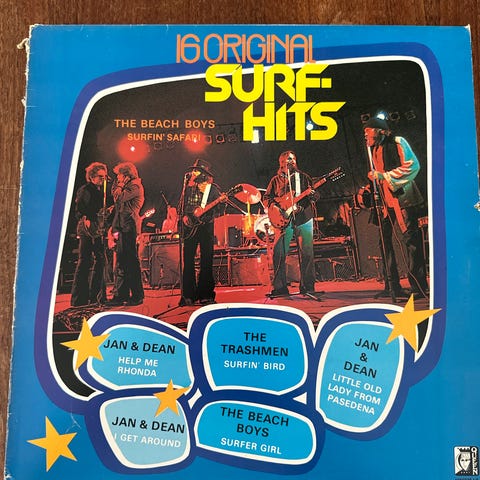 16 ORIGINAL
SURF-
HITS
THE BEACH BOYS
SURFIN' SAFARI
JAN & DEAN
HELP ME
RHONDA
THE
TRASHMEN
SURFIN' BIRD
JAN
&
DEAN
LITTLE OLD
LADY FROM
PASEDENA
JAN & DEAN
I GET AROUND
THE BEACH
BOYS
SURFER GIRL
QUEEN